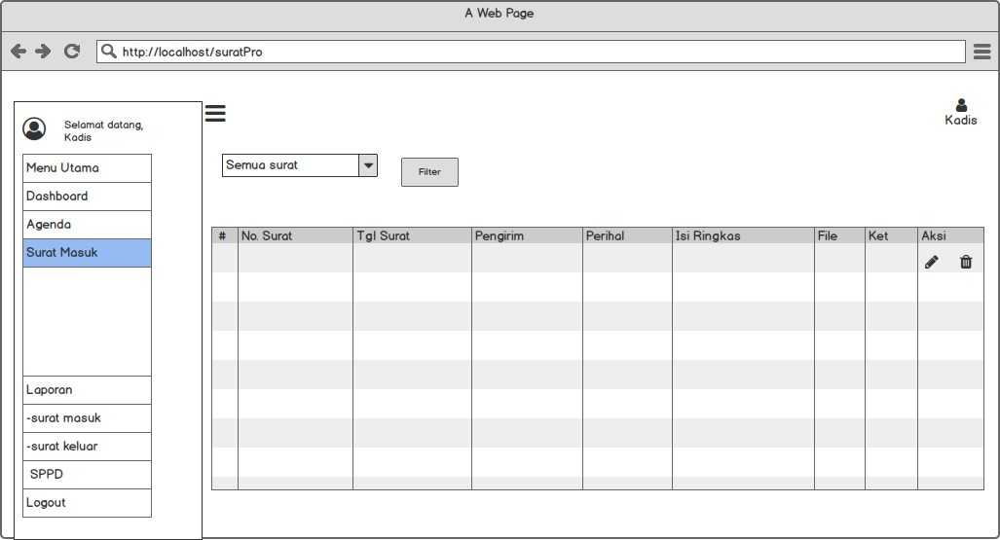 A Web Page
http://localhost/suratPro
Selamat datang,
Kadis
Kadis
Menu Utama
Dashboard
Agenda
Surat Masuk
Laporan
-surat masuk
-surat keluar
SPPD
Logout
Semua surat
Filter
# No. Surat Tgl Surat Pengirim Perihal Isi Ringkas File Ket Aksi